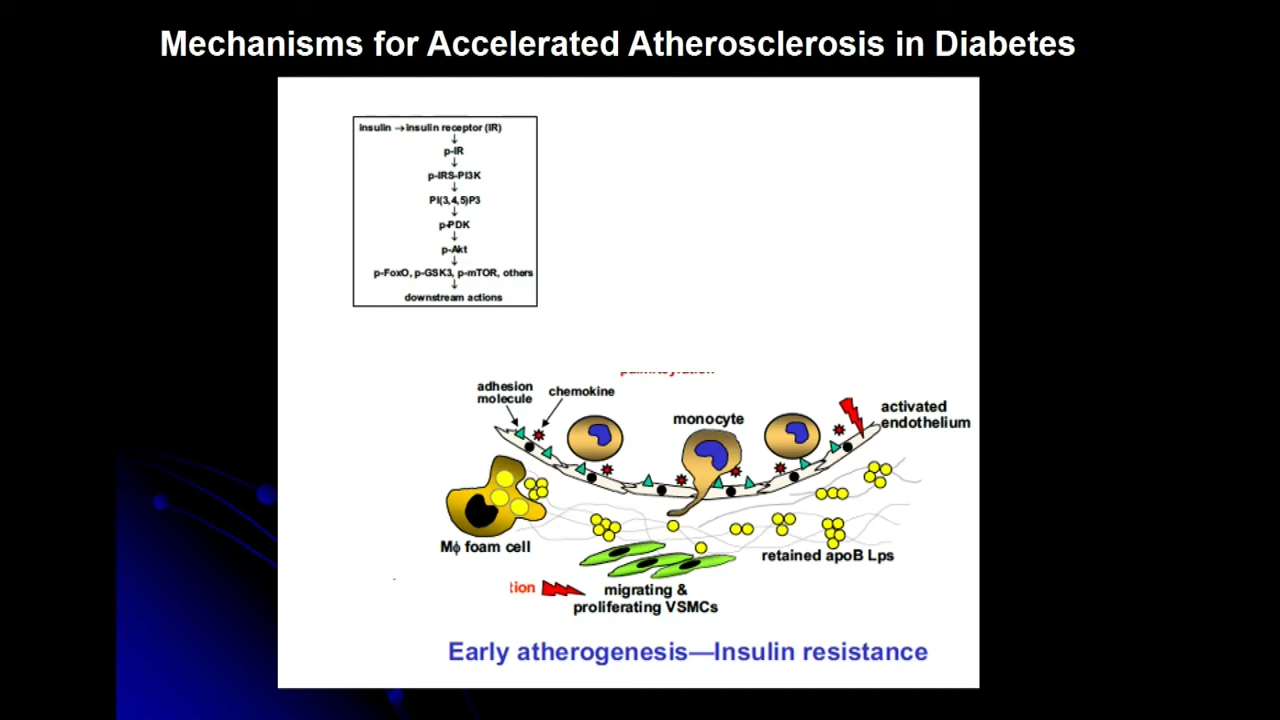 Mechanisms for Accelerated Atherosclerosis in Diabetes
insulin →insulin receptor (IR)
↓
p-IR
↓
p-IRS-PI3K
↓
PI(3,4,5)P3
↓
p-PDK
↓
p-Akt
↓
p-FoxO, p-GSK3, p-mTOR, others
↓
downstream actions
adhesion
molecule
chemokine
monocyte
activated
endothelium
Mϕ foam cell
retained apoB Lps
tion
migrating &
proliferating VSMCs
Early atherogenesis—Insulin resistance